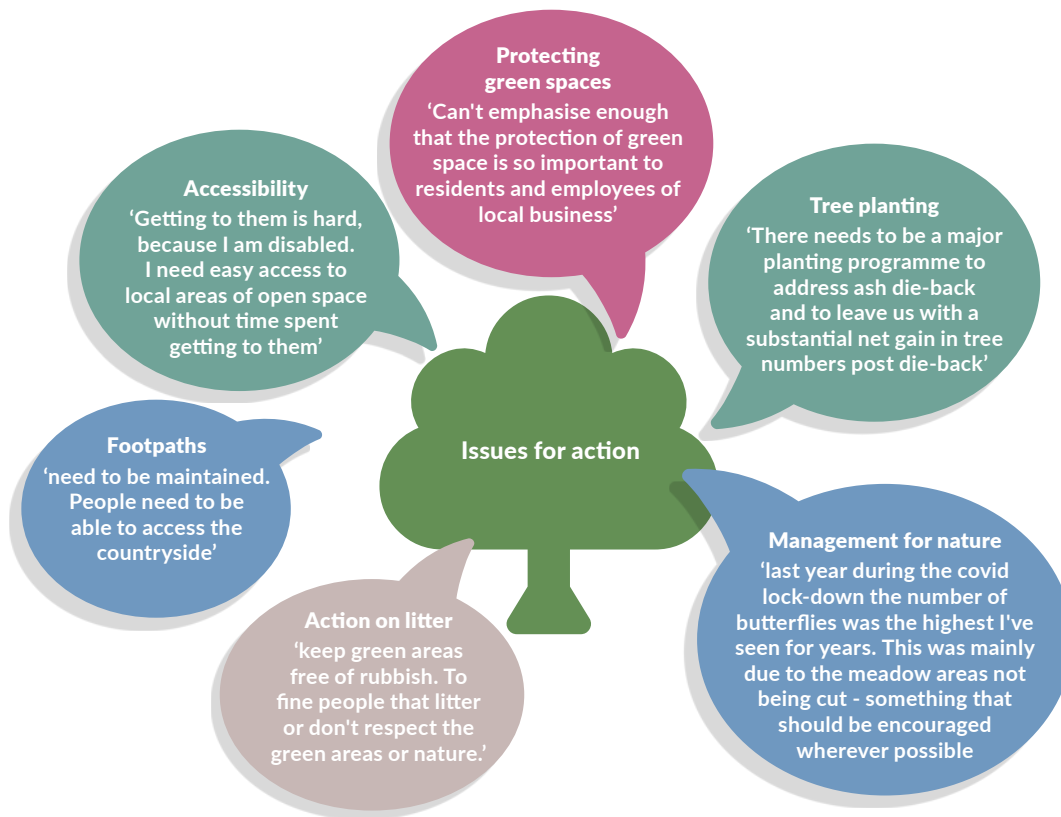 Protecting
green spaces
‘Can't emphasise enough
that the protection of green
space is so important to
residents and employees of
local business’
Accessibility
‘Getting to them is hard,
because I am disabled.
I need easy access to
local areas of open space
without time spent
getting to them’
Tree planting
‘There needs to be a major
planting programme to
address ash die-back
and to leave us with a
substantial net gain in tree
numbers post die-back’
Issues for action
Footpaths
‘need to be maintained.
People need to be
able to access the
countryside’
Management for nature
‘last year during the covid
lock-down the number of
butterflies was the highest I've
seen for years. This was mainly
due to the meadow areas not
being cut - something that
should be encouraged
wherever possible
Action on litter
‘keep green areas
free of rubbish. To
fine people that litter
or don't respect the
green areas or nature.’